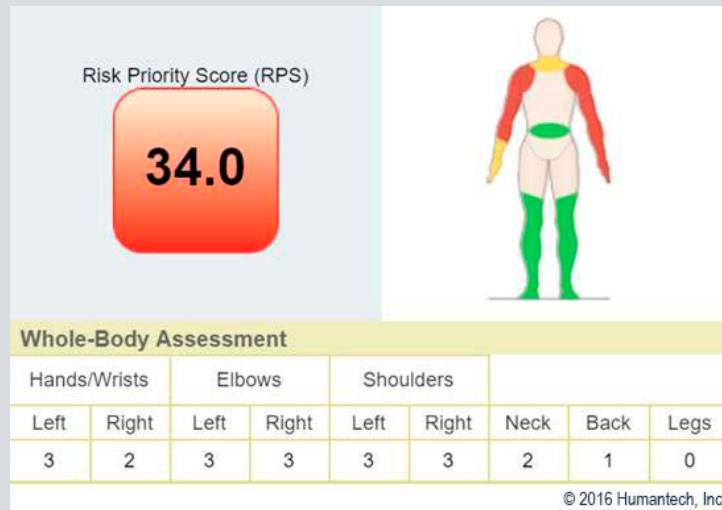 Risk Priority Score (RPS)
34.0
Whole-Body Assessment
Hands/Wrists Elbows Shoulders
Left Right Left Right Left Right Neck Back Legs
3 2 3 3 3 3 2 1 0
© 2016 Humantech, Inc